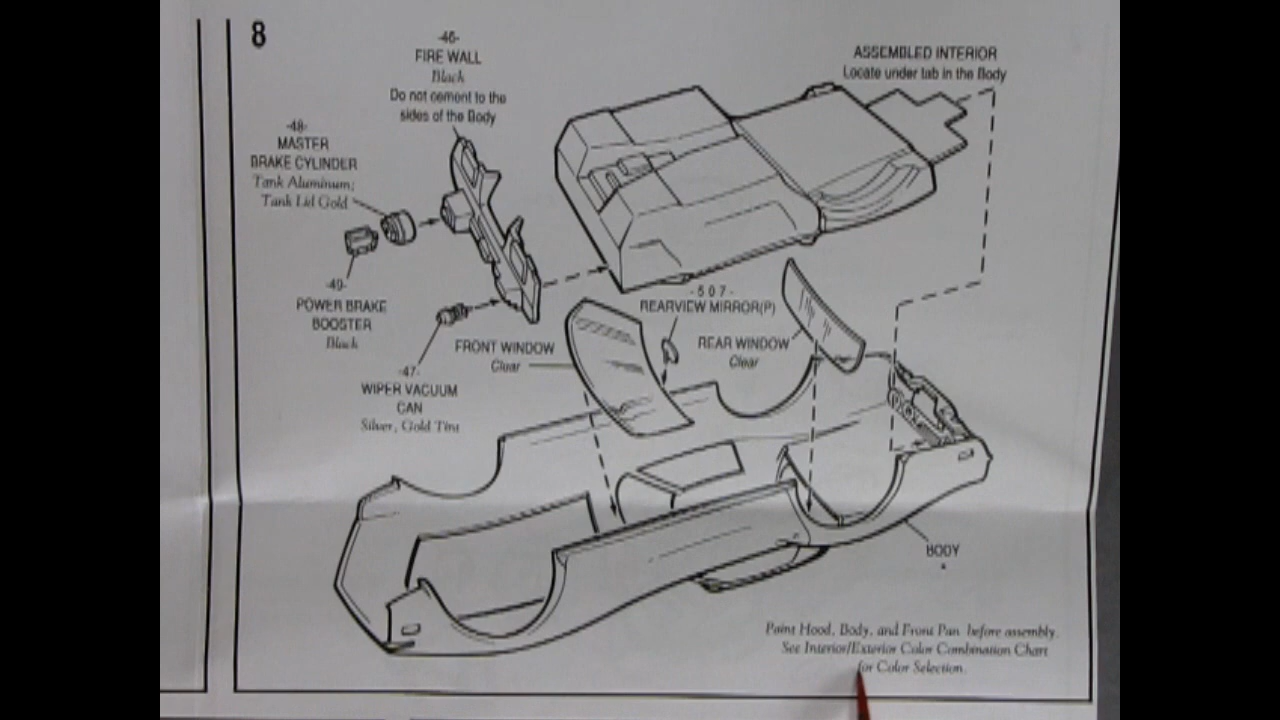 8
-46-
FIRE WALL
Black
Do not cement to the
sides of the Body
ASSEMBLED INTERIOR
Locate under tab in the Body
-48-
MASTER
BRAKE CYLINDER
Tank Aluminum;
Tank Lid Gold
-49-
POWER BRAKE
BOOSTER
Black
-507-
REARVIEW MIRROR(P)
FRONT WINDOW
Clear
REAR WINDOW
Clear
-47-
WIPER VACUUM
CAN
Silver, Gold Tint
BODY
Paint Hood, Body, and Front Pan before assembly.
See Interior/Exterior Color Combination Chart
for Color Selection.